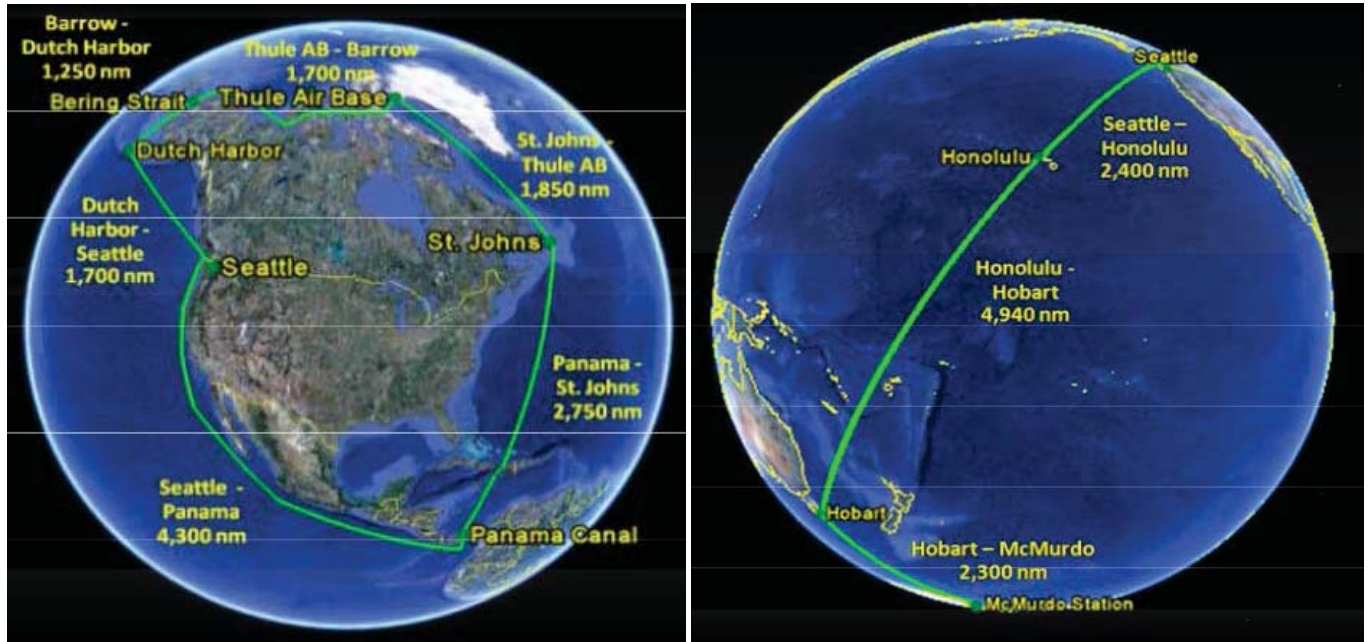 Barrow -
Dutch Harbor
1,250 nm
Thule AB - Barrow
1,700 nm
Bering Strait
Thule Air Base
Dutch Harbor
St. Johns -
Thule AB
1,850 nm
Dutch
Harbor -
Seattle
1,700 nm
St. Johns
Seattle
Panama -
St. Johns
2,750 nm
Seattle -
Panama
4,300 nm
Panama Canal
Seattle
Seattle –
Honolulu
2,400 nm
Honolulu
Honolulu -
Hobart
4,940 nm
Hobart
Hobart – McMurdo
2,300 nm
McMurdo Station